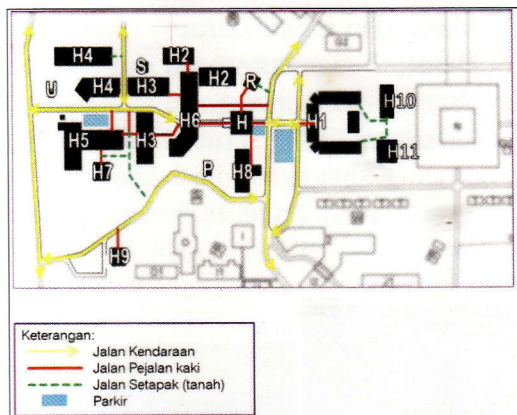 H4
H2
S
H2
U
H4
H3
R
H10
H6
H
H1
H5
H3
H11
H7
P
H8
H9
Keterangan:
Jalan Kendaraan
Jalan Pejalan kaki
Jalan Setapak (tanah)
Parkir